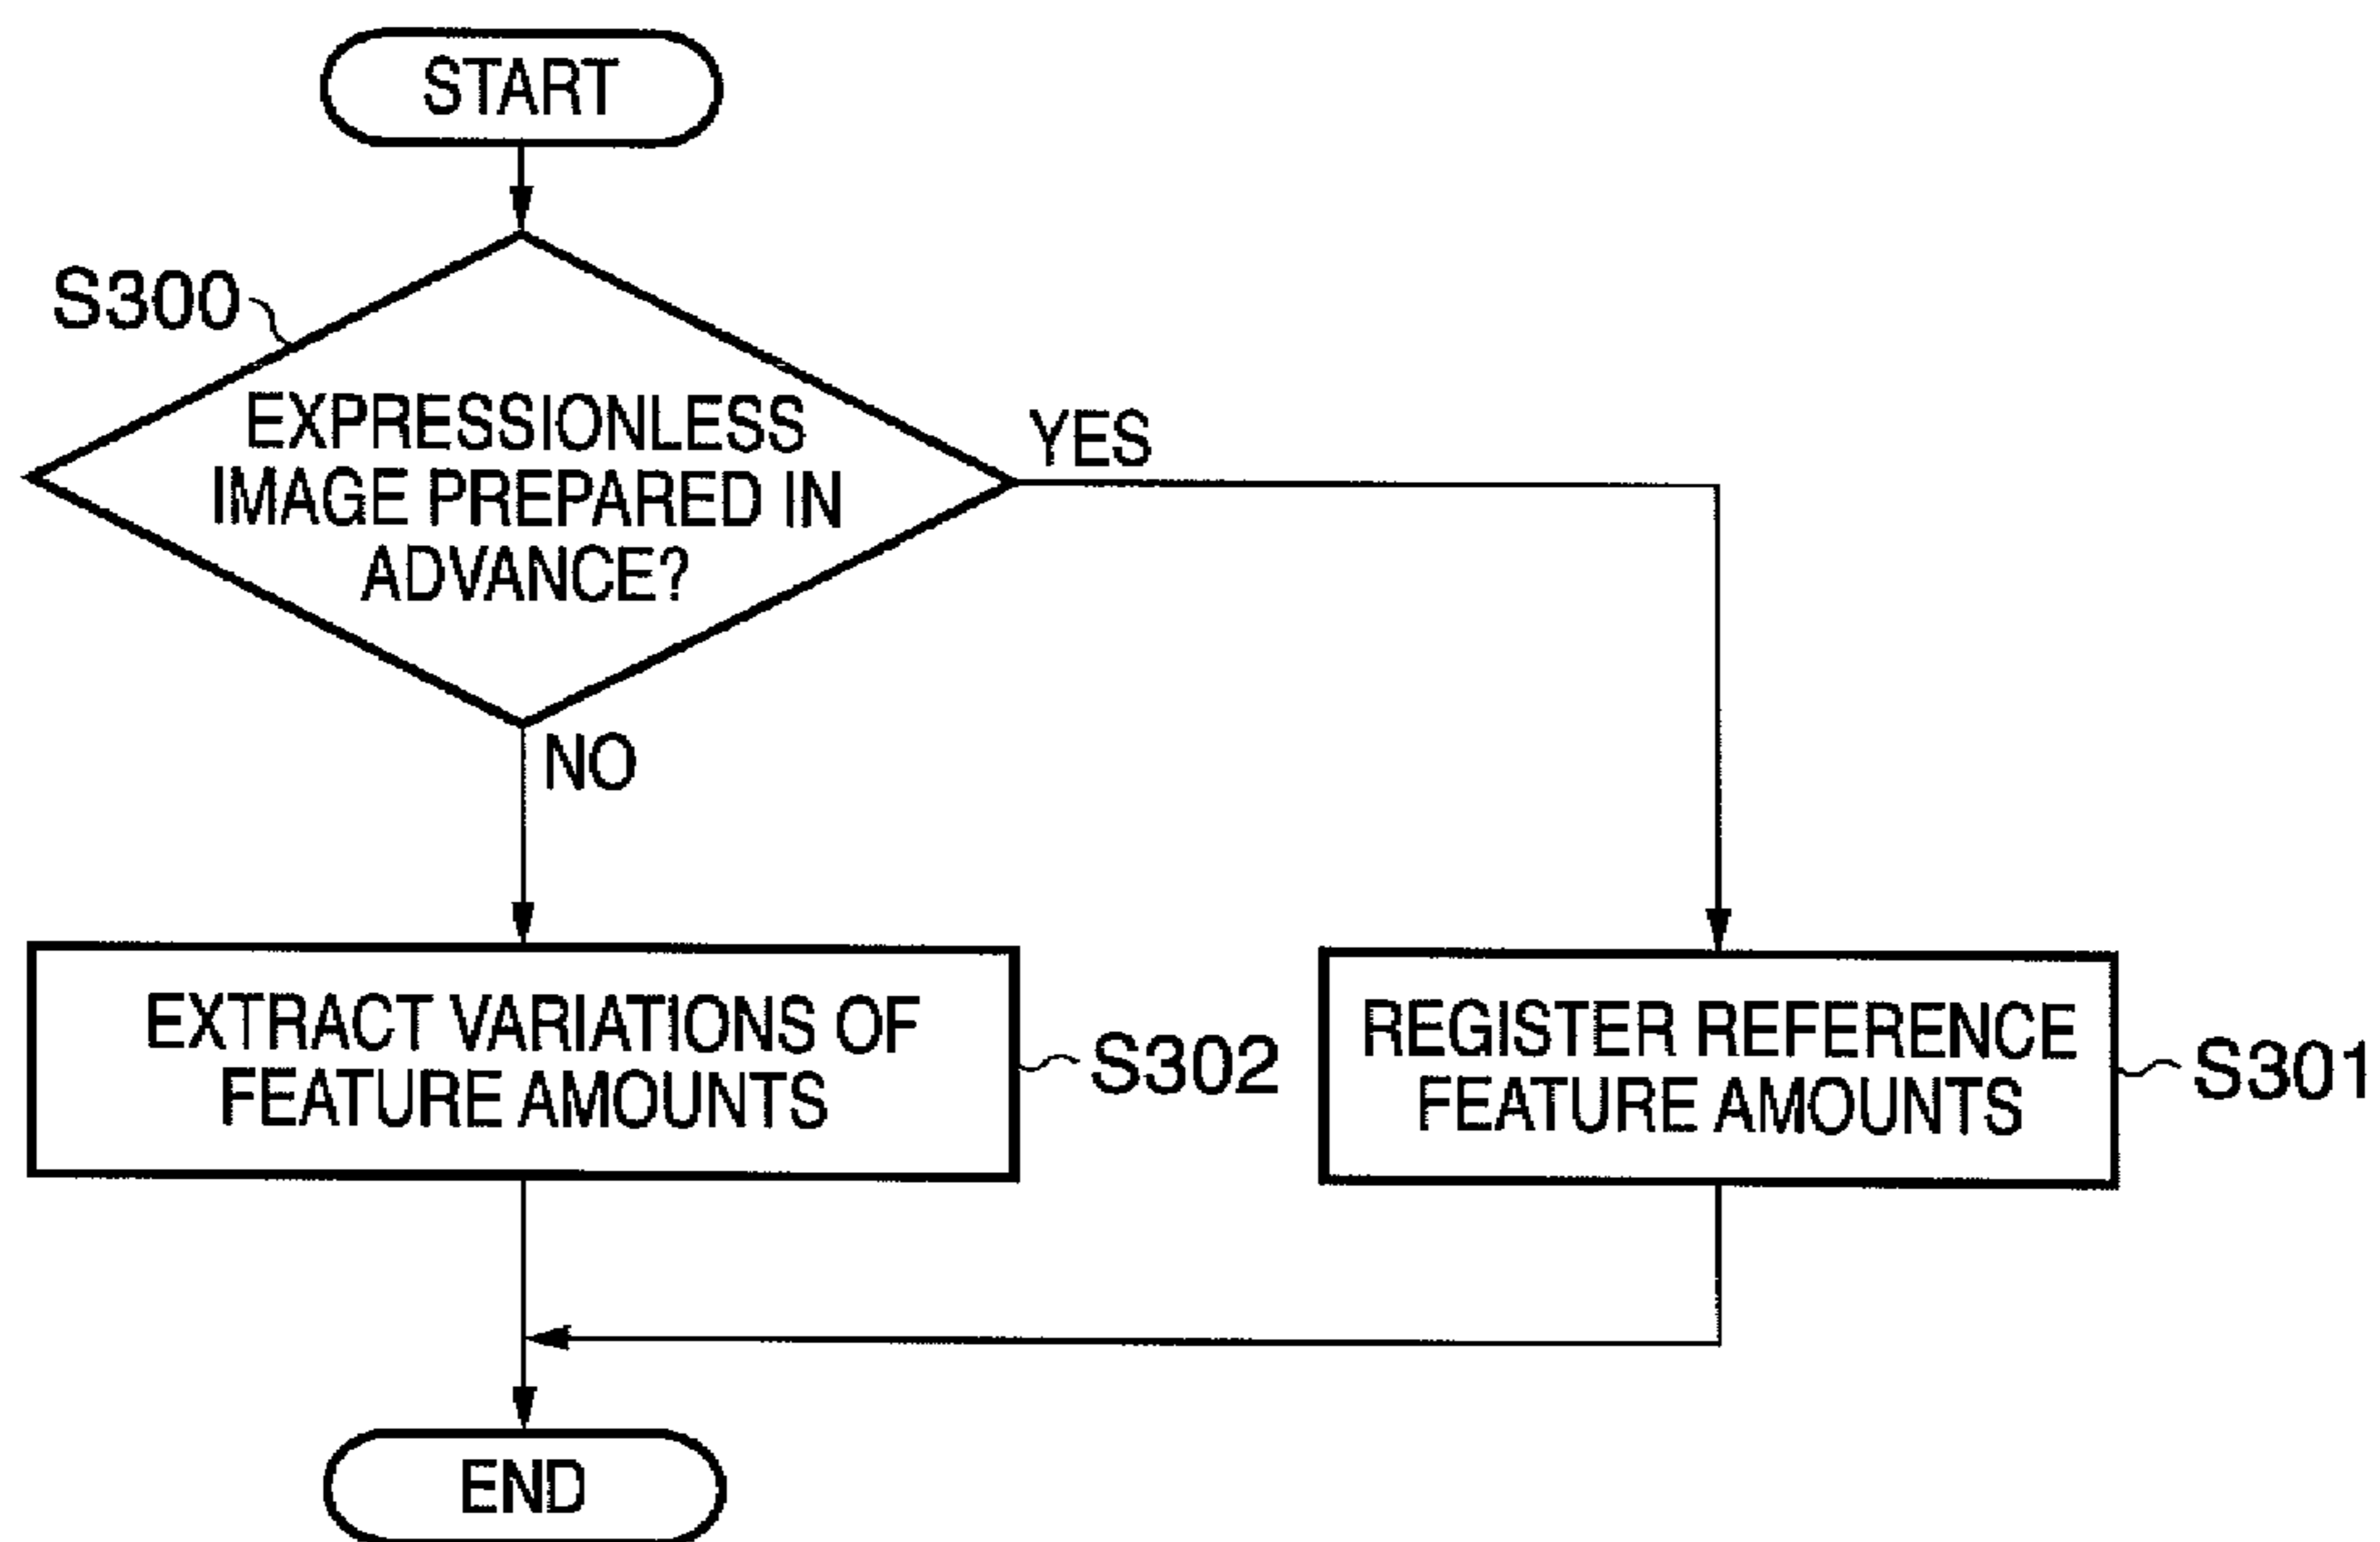 START
S300
EXPRESSIONLESS
IMAGE PREPARED IN
ADVANCE?
YES
NO
EXTRACT VARIATIONS OF
FEATURE AMOUNTS
S302
REGISTER REFERENCE
FEATURE AMOUNTS
S301
END